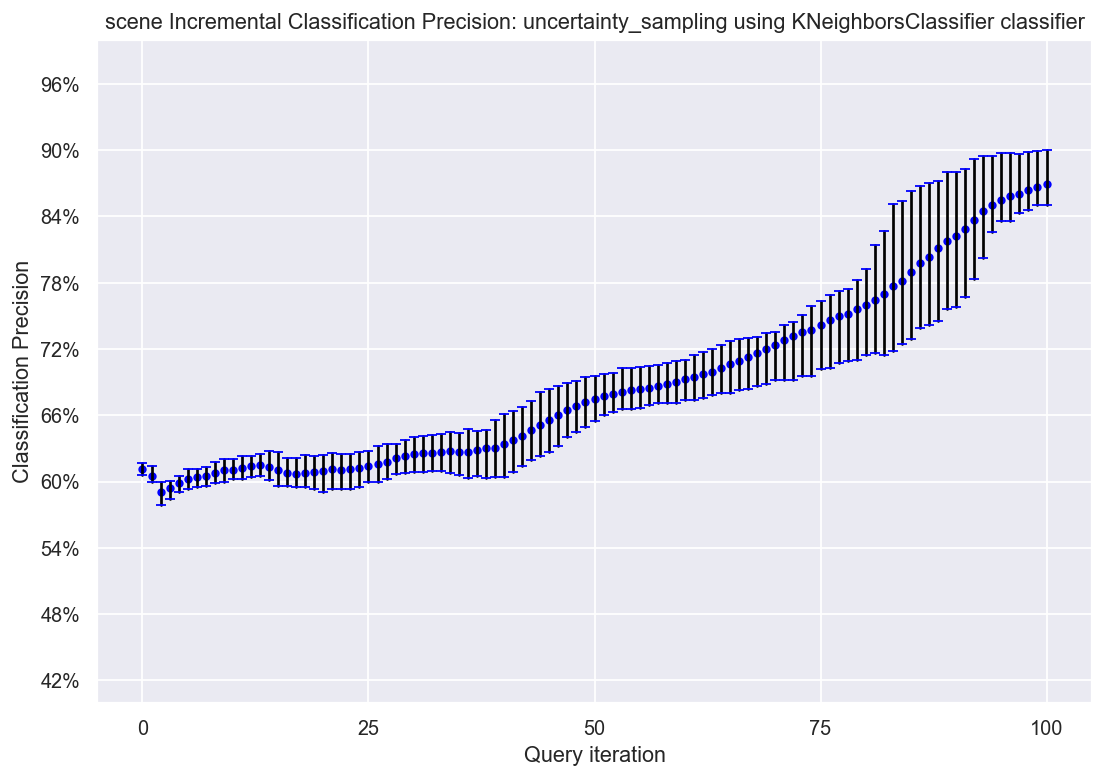 scene Incremental Classification Precision: uncertainty_sampling using KNeighborsClassifier classifier
96%
90%
84%
78%
72%
66%
60%
54%
48%
42%
Classification Precision
0 25 50 75 100
Query iteration